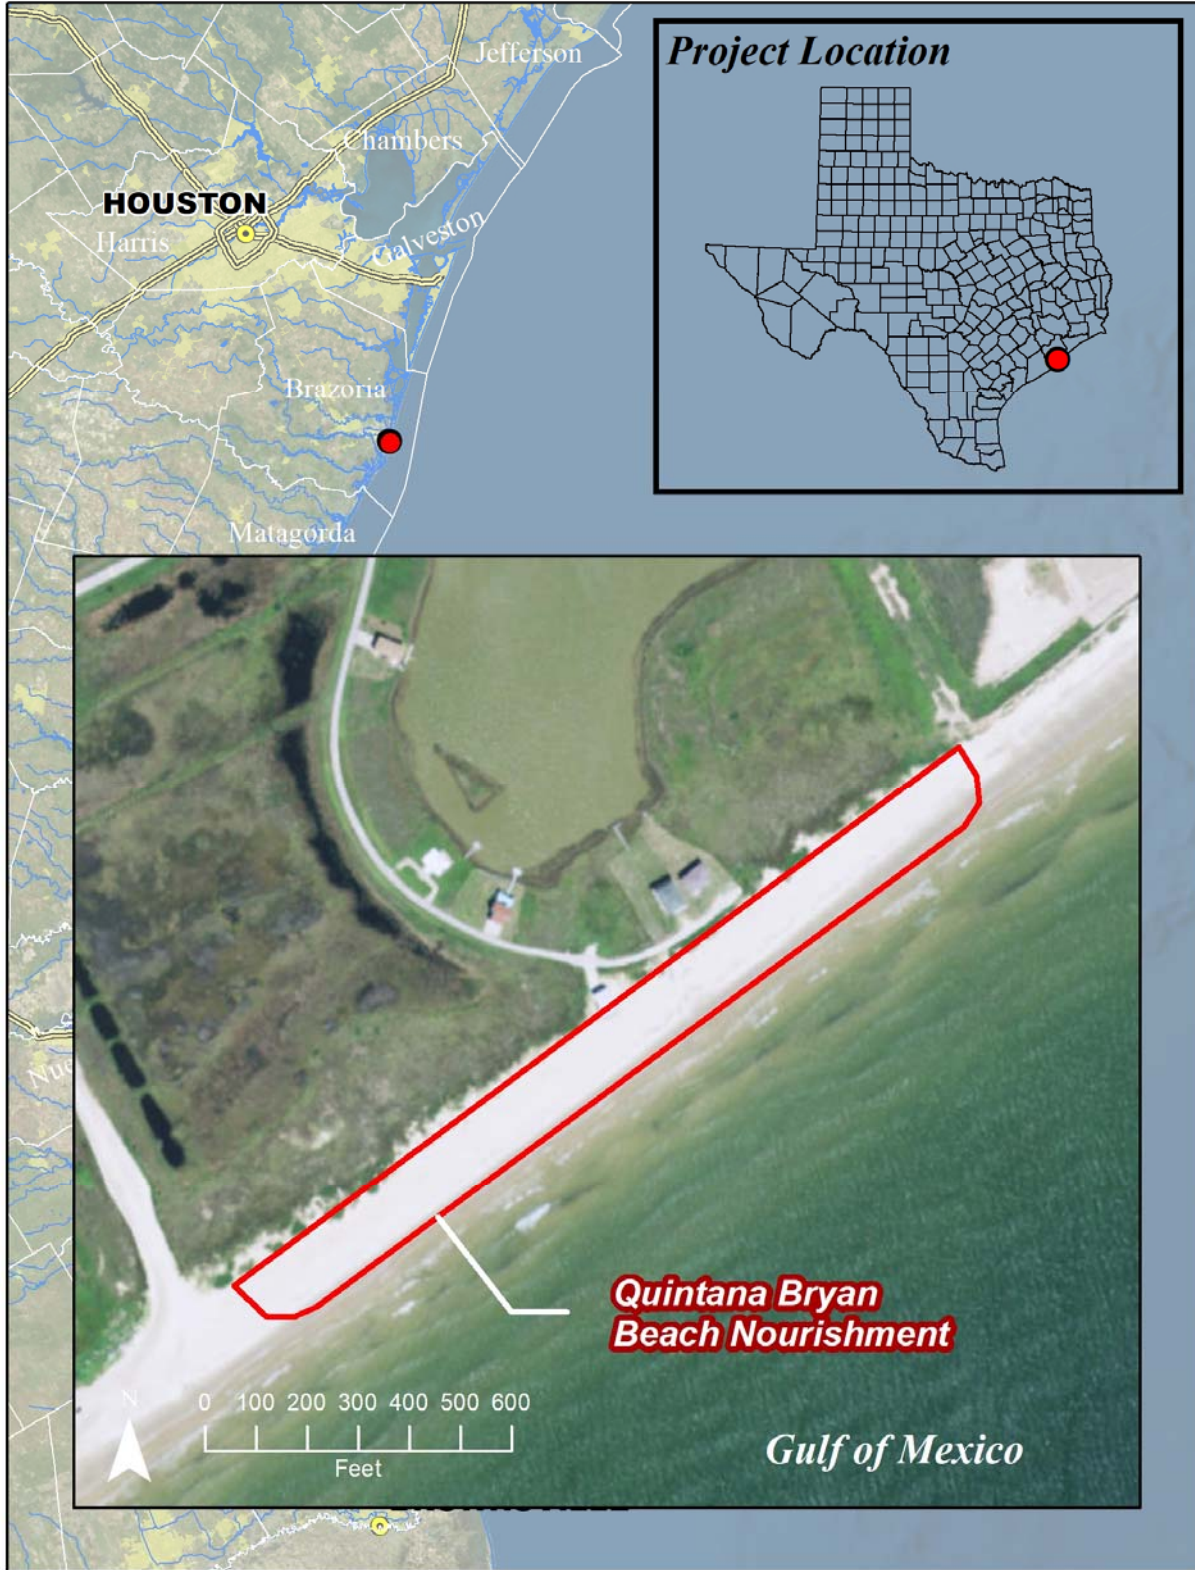 Jefferson
Project Location
Chambers
HOUSTON
Harris
Galveston
Brazoria
Matagorda
Quintana Bryan
Beach Nourishment
N
0 100 200 300 400 500 600
Feet
Gulf of Mexico